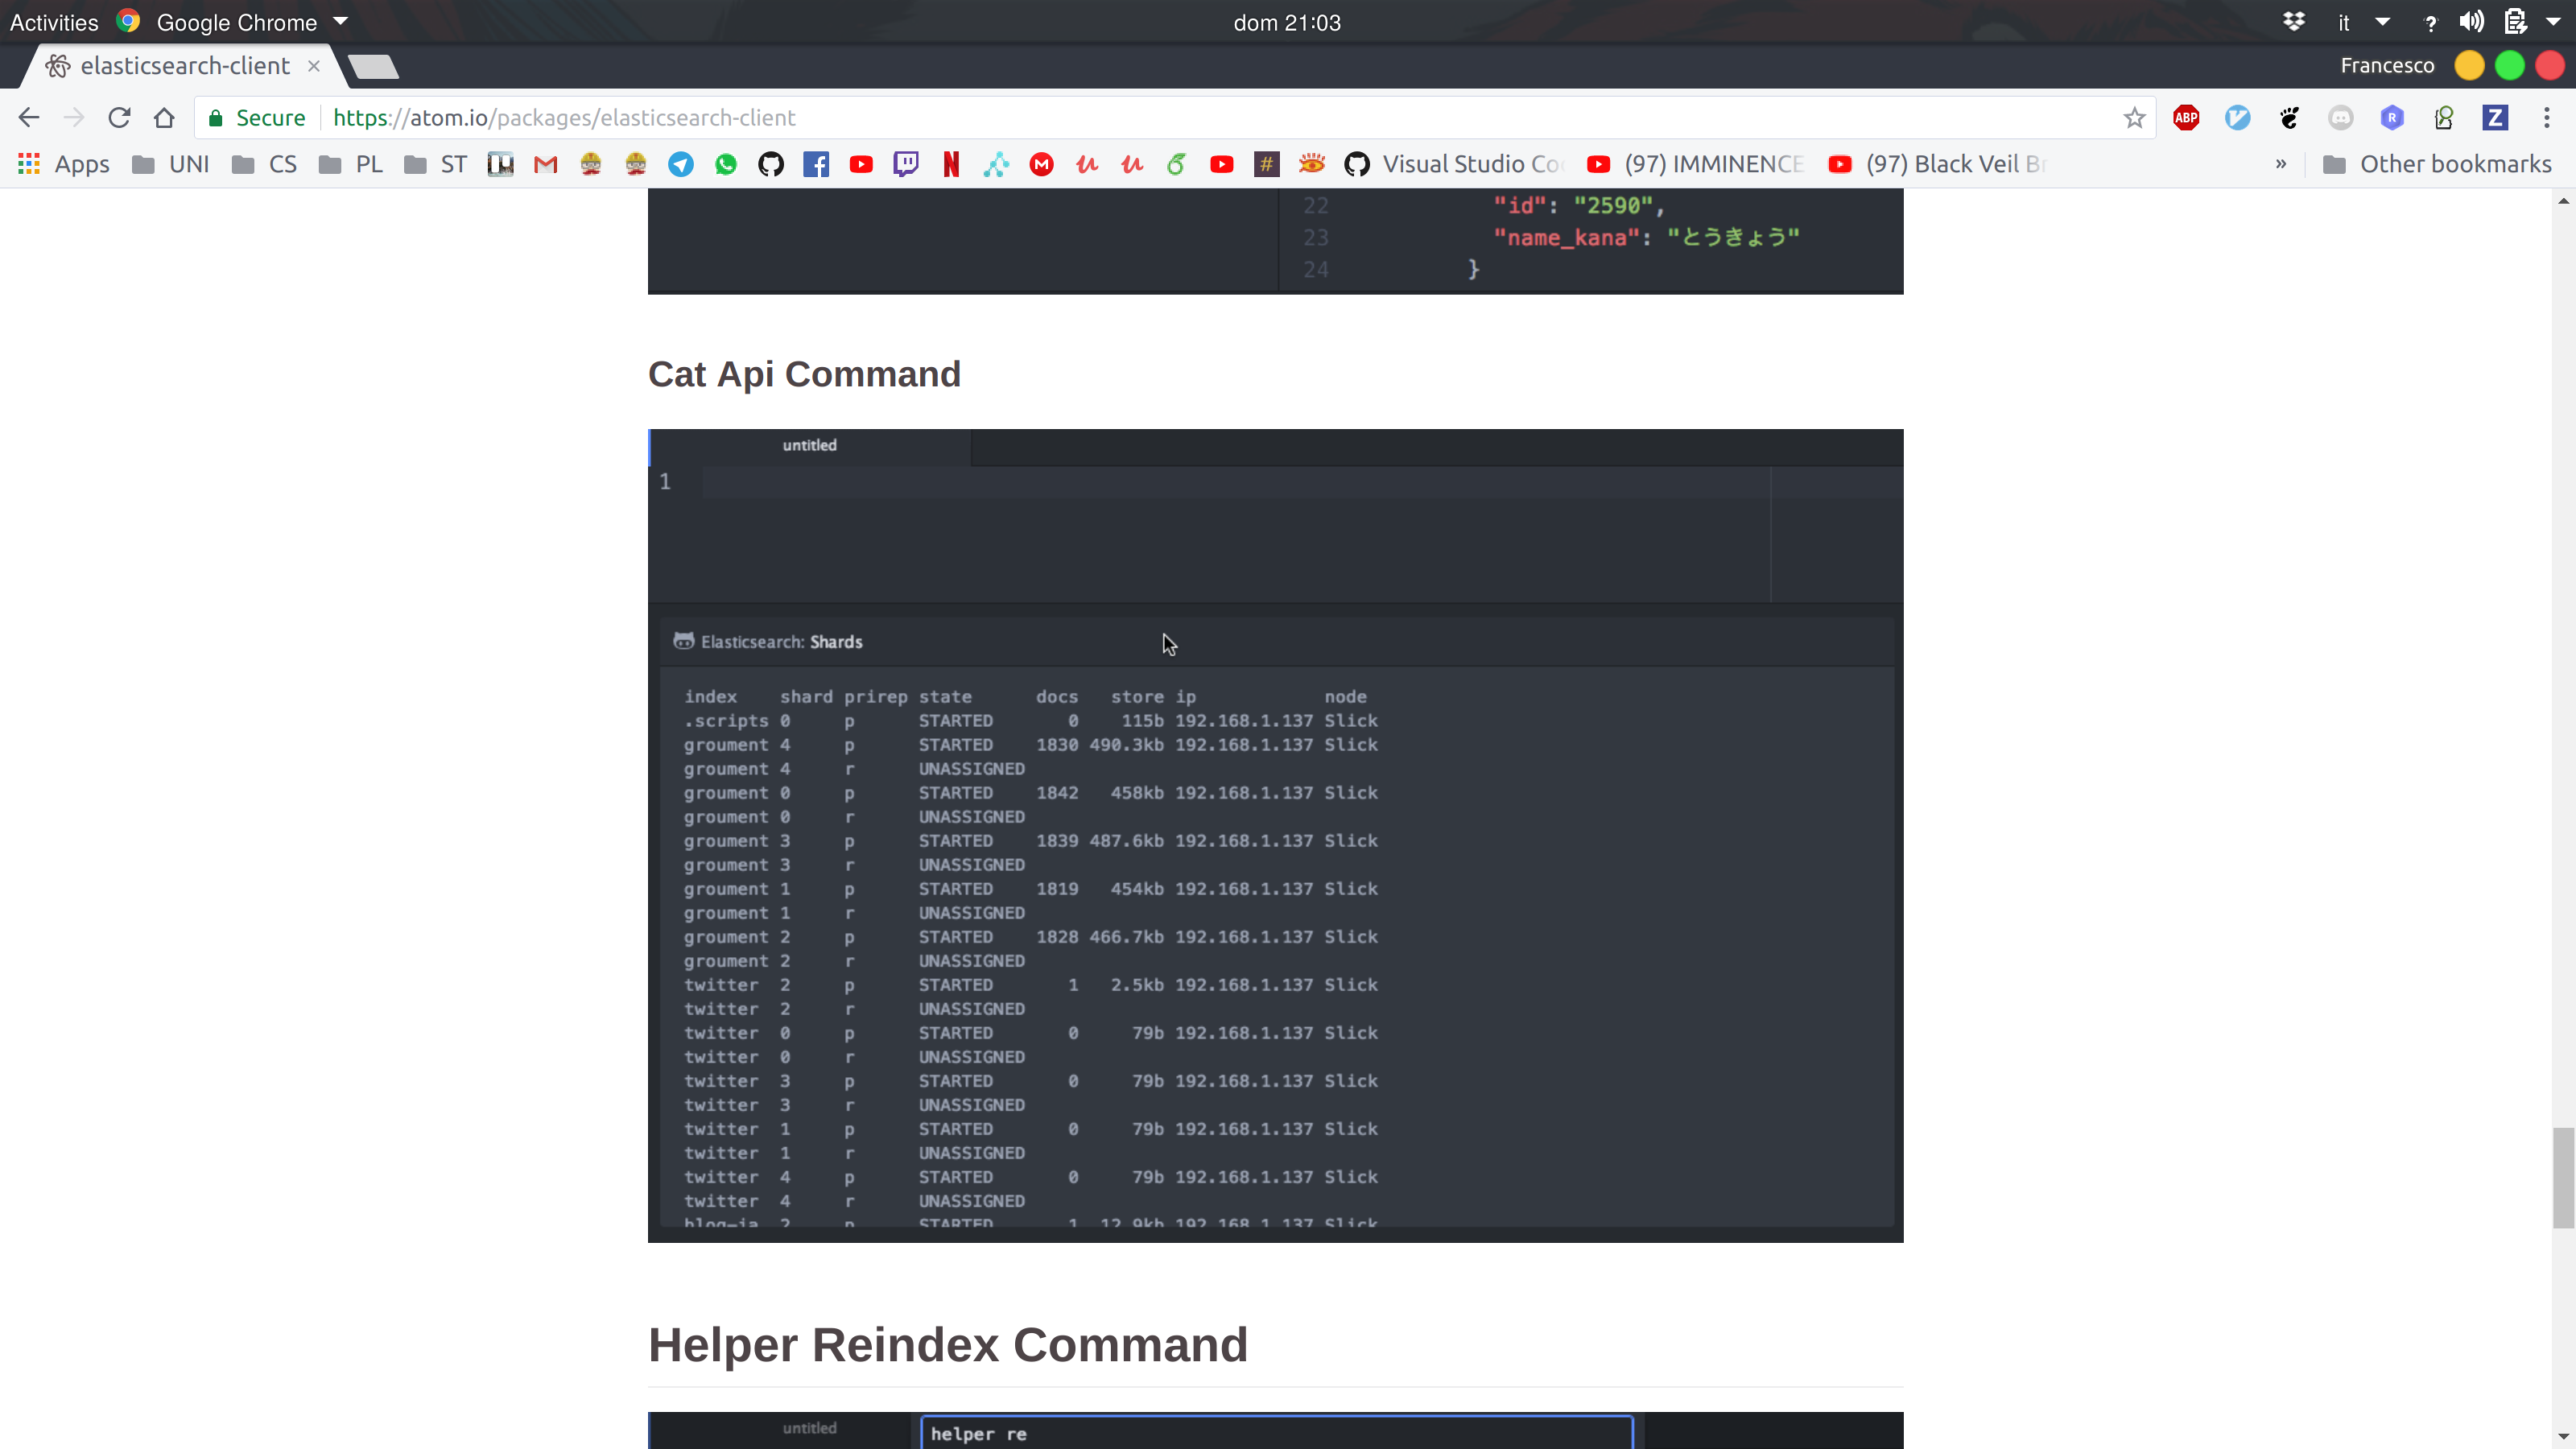 Activities Google Chrome dom 21:03 it ?
elasticsearch-client × Francesco
Secure https://atom.io/packages/elasticsearch-client ABP R Z
Apps UNI CS PL ST M N M # Visual Studio Co (97) IMMINENCE (97) Black Veil Br » Other bookmarks
22 "id": "2590",
23 "name_kana": "とうきょう"
24 }
Cat Api Command
untitled
1
Elasticsearch: Shards
index shard prirep state docs store ip node
.scripts 0 p STARTED 0 115b 192.168.1.137 Slick
groument 4 p STARTED 1830 490.3kb 192.168.1.137 Slick
groument 4 r UNASSIGNED
groument 0 p STARTED 1842 458kb 192.168.1.137 Slick
groument 0 r UNASSIGNED
groument 3 p STARTED 1839 487.6kb 192.168.1.137 Slick
groument 3 r UNASSIGNED
groument 1 p STARTED 1819 454kb 192.168.1.137 Slick
groument 1 r UNASSIGNED
groument 2 p STARTED 1828 466.7kb 192.168.1.137 Slick
groument 2 r UNASSIGNED
twitter 2 p STARTED 1 2.5kb 192.168.1.137 Slick
twitter 2 r UNASSIGNED
twitter 0 p STARTED 0 79b 192.168.1.137 Slick
twitter 0 r UNASSIGNED
twitter 3 p STARTED 0 79b 192.168.1.137 Slick
twitter 3 r UNASSIGNED
twitter 1 p STARTED 0 79b 192.168.1.137 Slick
twitter 1 r UNASSIGNED
twitter 4 p STARTED 0 79b 192.168.1.137 Slick
twitter 4 r UNASSIGNED
blog-ja 2 p STARTED 1 12.9kb 192.168.1.137 Slick
Helper Reindex Command
untitled
helper re